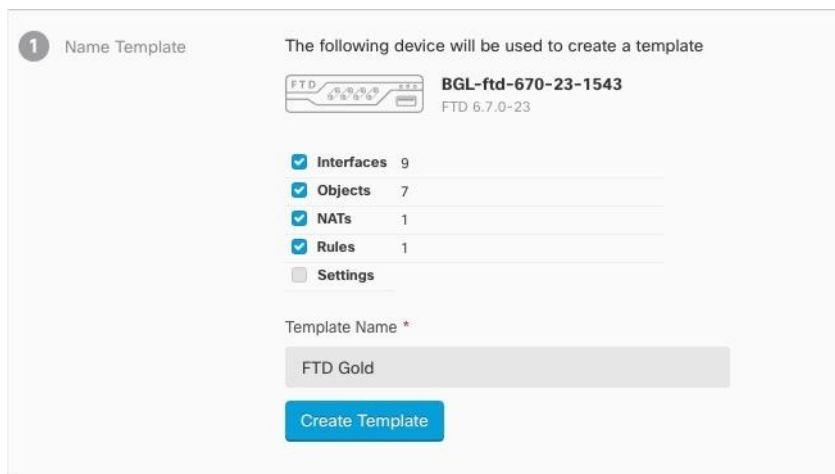 1 Name Template
The following device will be used to create a template
FTD
BGL-ftd-670-23-1543
FTD 6.7.0-23
Interfaces 9
Objects 7
NATs 1
Rules 1
Settings
Template Name *
FTD Gold
Create Template